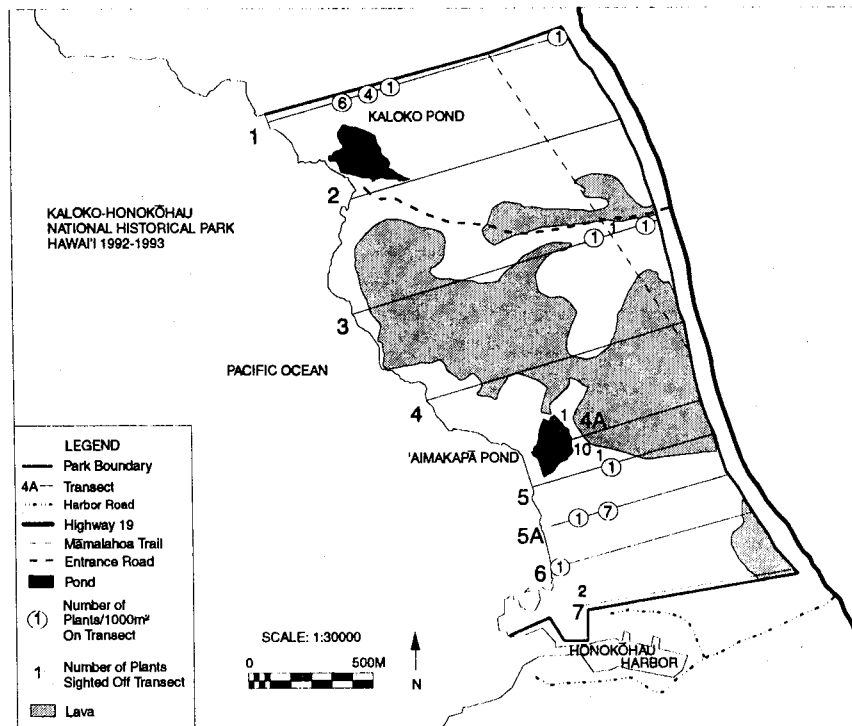 1
6
4
1
KALOKO POND
1
2
KALOKO-HONOKŌHAU
NATIONAL HISTORICAL PARK
HAWAI'I 1992-1993
1
1
1
3
PACIFIC OCEAN
4
1
4A
'AIMAKAPĀ POND
10
1
1
5
1
7
5A
1
6
2
7
HONOKŌHAU
HARBOR
LEGEND
Park Boundary
4A Transect
Harbor Road
Highway 19
Māmalahoa Trail
Entrance Road
Pond
1
Number of
Plants/1000m²
On Transect
1
Number of Plants
Sighted Off Transect
Lava
SCALE: 1:30000
0 500M
N